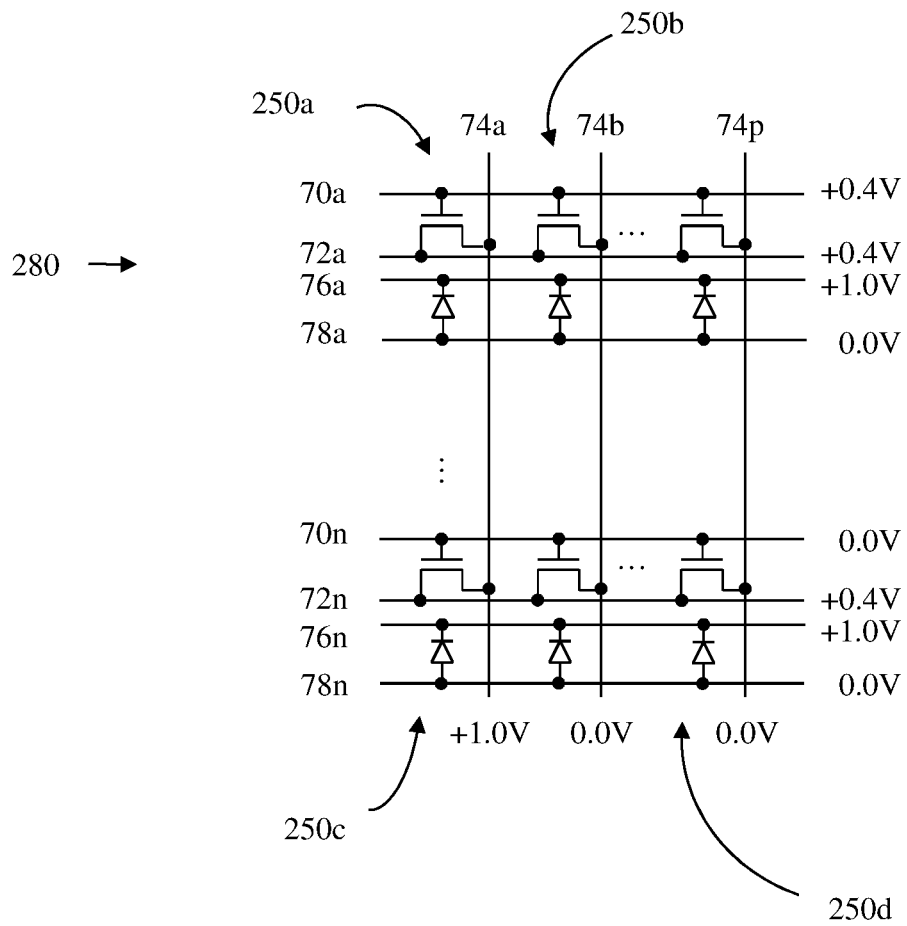 250b
250a
74a 74b 74p
70a +0.4V
...
72a +0.4V
280
76a +1.0V
78a 0.0V
...
70n 0.0V
...
72n +0.4V
76n +1.0V
78n 0.0V
+1.0V 0.0V 0.0V
250c
250d